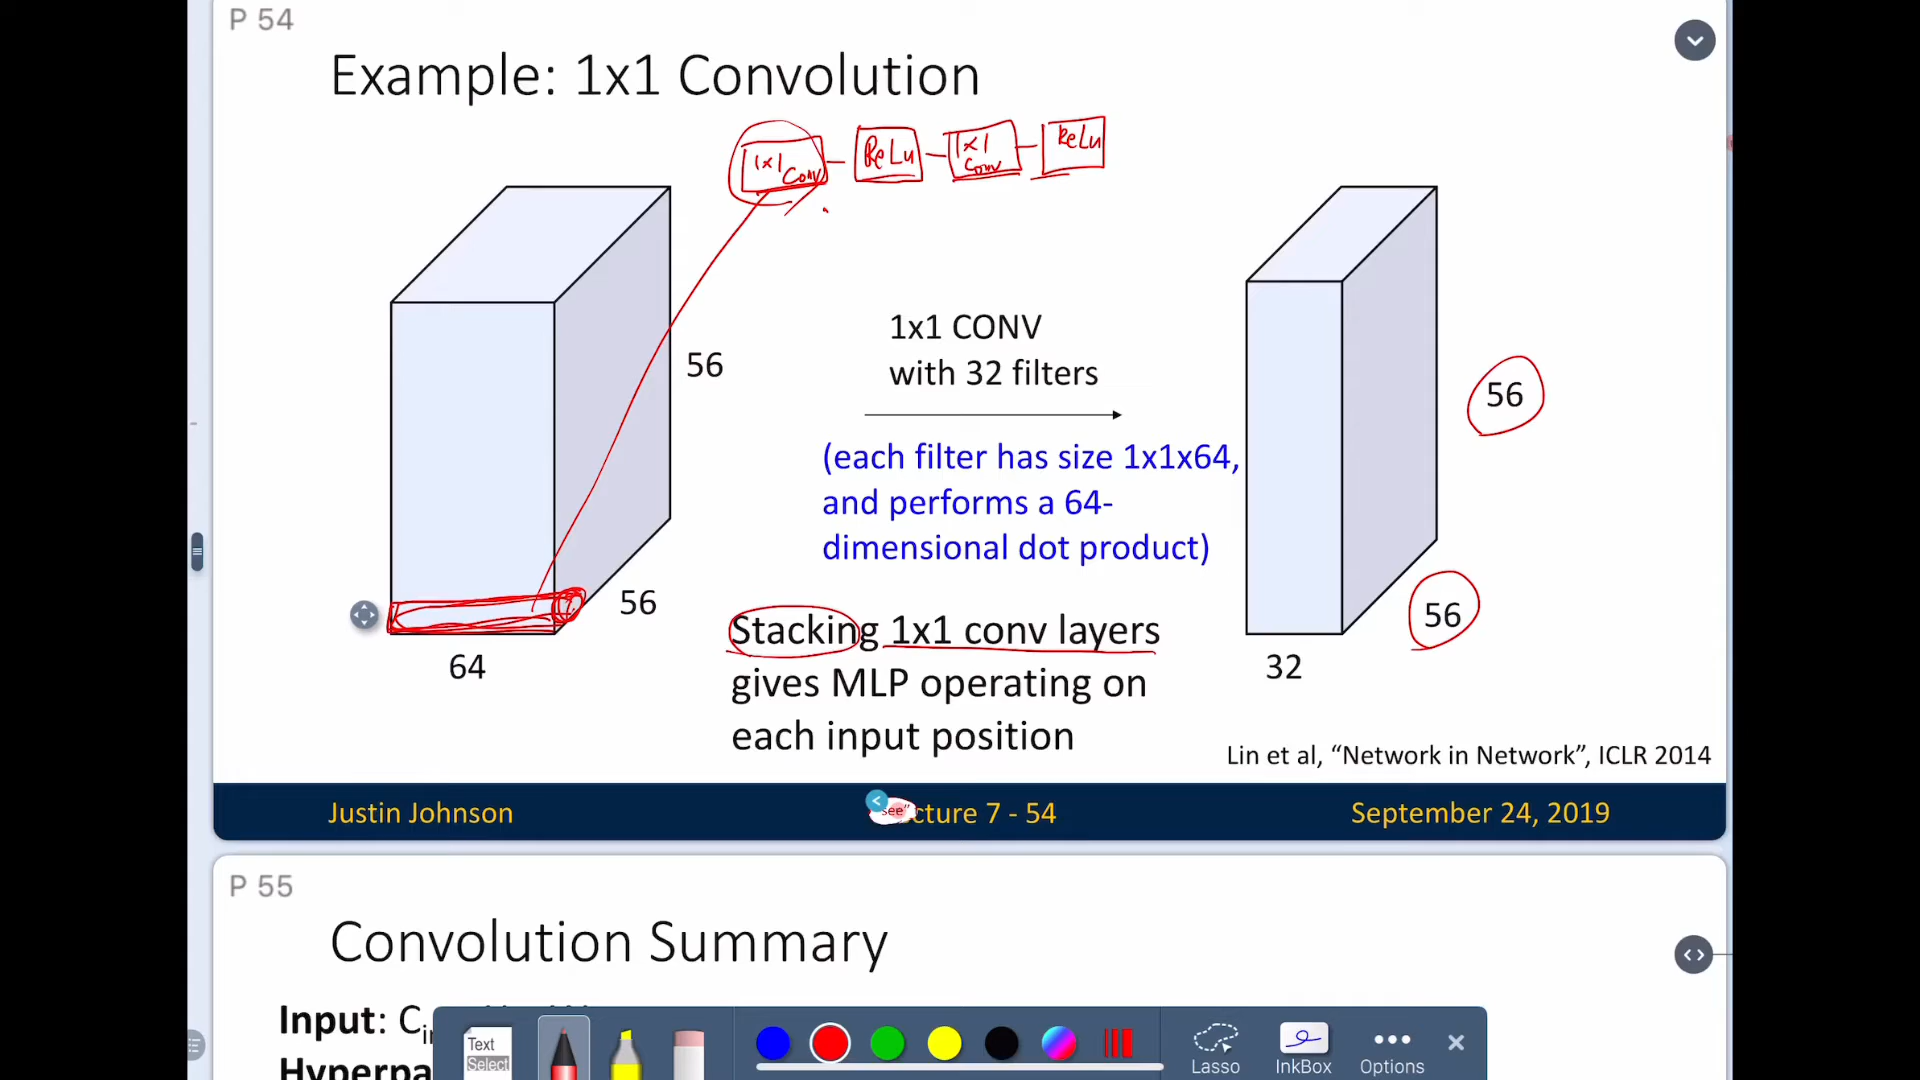 P 54
Example: 1x1 Convolution
1x1 Conv
ReLu
1x1 Conv
ReLu
56
1x1 CONV
with 32 filters
(each filter has size 1x1x64,
and performs a 64-
dimensional dot product)
56
64
Stacking 1x1 conv layers
gives MLP operating on
each input position
56
56
32
Lin et al, “Network in Network”, ICLR 2014
Justin Johnson
see"
cture 7 - 54
September 24, 2019
P 55
Convolution Summary
Input: C
Text
Select
Lasso
InkBox
Options